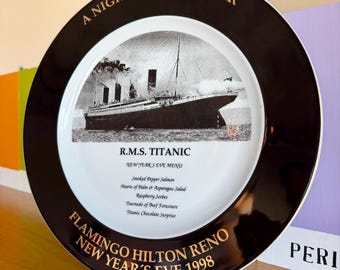 A NIGHT
R.M.S. TITANIC
NEW YEAR'S EVE MENU
Smoked Pepper Salmon
Hearts of Palm & Asparagus Salad
Raspberry Sorbet
Tournedo of Beef Forestiere
Titanic Chocolate Surprise
FLAMINGO HILTON RENO
NEW YEAR'S EVE 1998
PERI